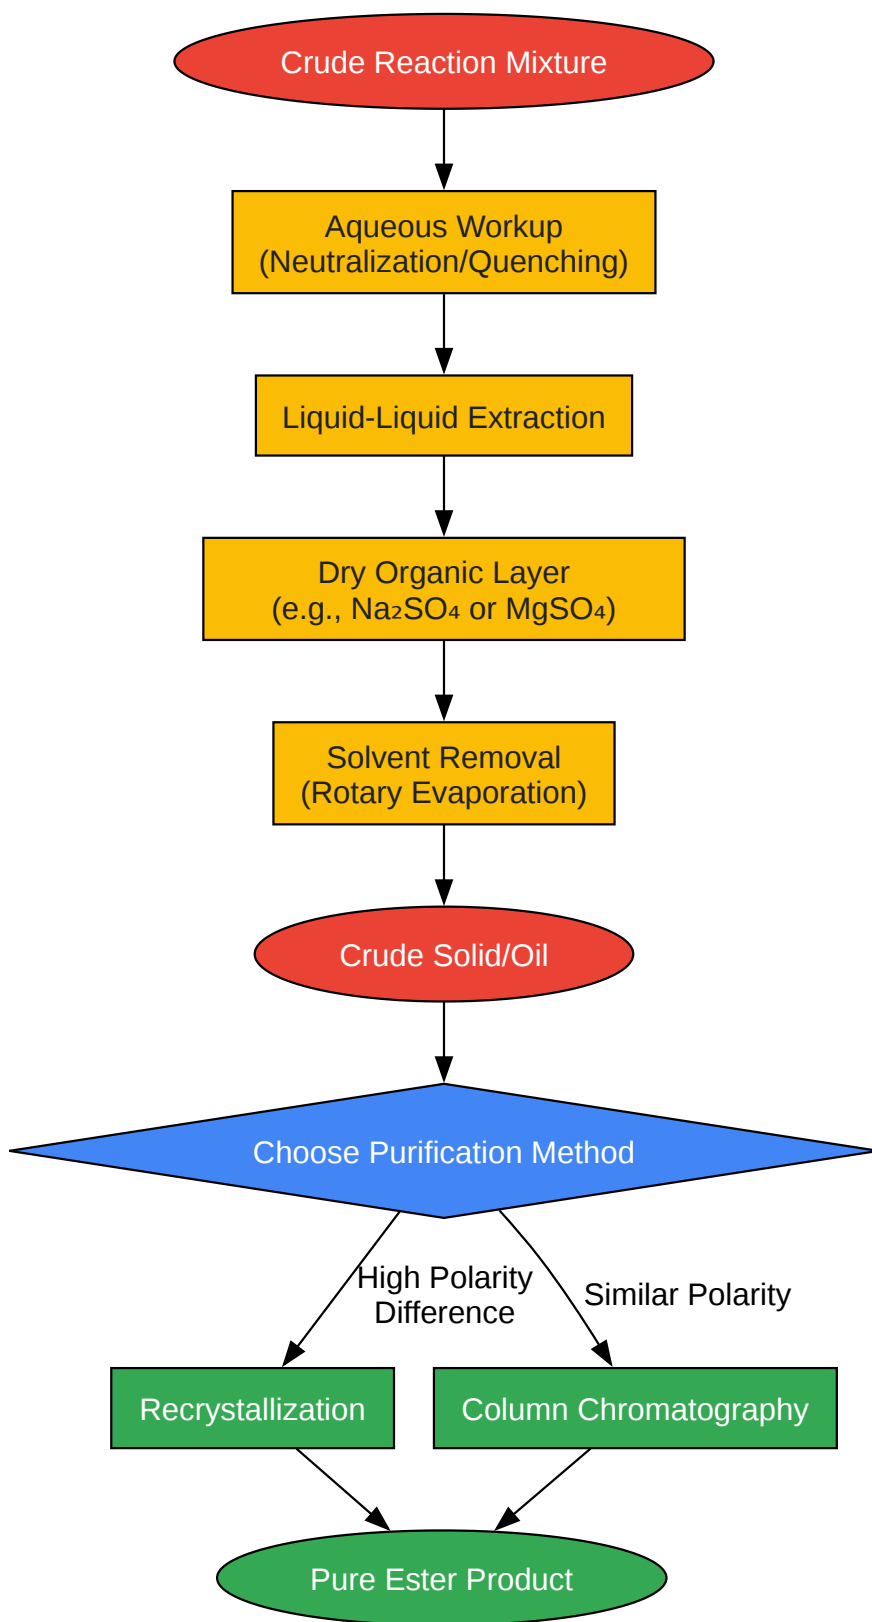 Crude Reaction Mixture
Aqueous Workup
(Neutralization/Quenching)
Liquid-Liquid Extraction
Dry Organic Layer
(e.g., Na₂SO₄ or MgSO₄)
Solvent Removal
(Rotary Evaporation)
Crude Solid/Oil
Choose Purification Method
High Polarity
Difference
Similar Polarity
Recrystallization
Column Chromatography
Pure Ester Product